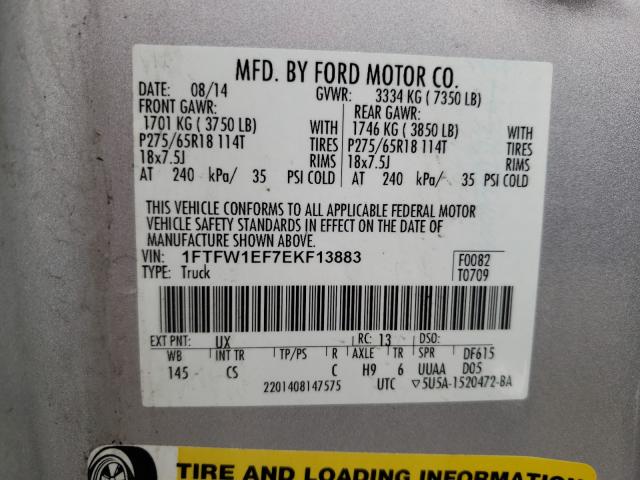 MFD. BY FORD MOTOR CO.
DATE: 08/14 GVWR: 3334 KG ( 7350 LB)
FRONT GAWR: REAR GAWR:
1701 KG ( 3750 LB) WITH 1746 KG ( 3850 LB) WITH
P275/65R18 114T TIRES P275/65R18 114T TIRES
18x7.5J RIMS 18x7.5J RIMS
AT 240 kPa/ 35 PSI COLD AT 240 kPa/ 35 PSI COLD
THIS VEHICLE CONFORMS TO ALL APPLICABLE FEDERAL MOTOR
VEHICLE SAFETY STANDARDS IN EFFECT ON THE DATE OF
MANUFACTURE SHOWN ABOVE.
VIN: 1FTFW1EF7EKF13883 F0082
TYPE: Truck T0709
EXT PNT: UX RC: 13 DSO:
WB INT TR TP/PS R AXLE TR SPR DF615
145 CS C H9 6 UUAA D05
2201408147575 UTC ▽5U5A-1520472-BA
TIRE AND LOADING INFORMATION